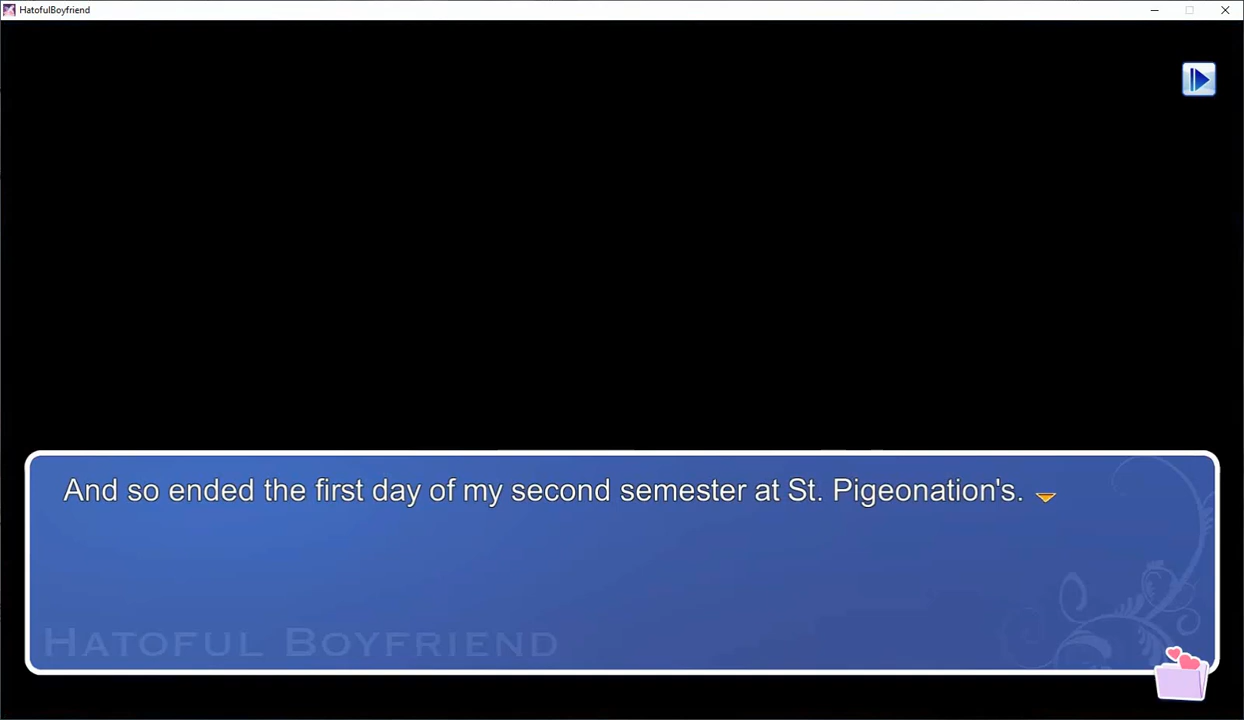 HatofulBoyfriend
And so ended the first day of my second semester at St. Pigeonation's.
HATOFUL BOYFRIEND